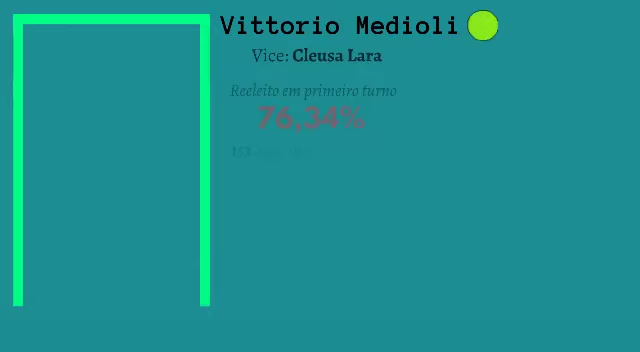 Vittorio Medioli
Vice: Cleusa Lara
Reeleito em primeiro turno
76,34%